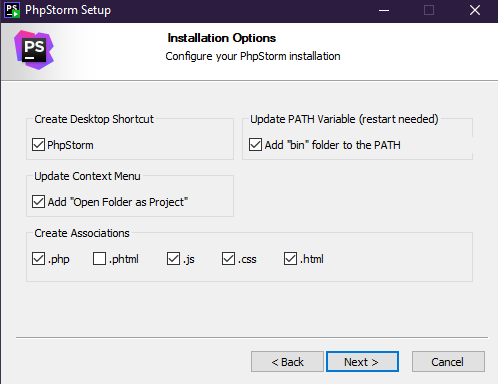 PS PhpStorm Setup
PS
Installation Options
Configure your PhpStorm installation
Create Desktop Shortcut
PhpStorm
Update PATH Variable (restart needed)
Add "bin" folder to the PATH
Update Context Menu
Add "Open Folder as Project"
Create Associations
.php .phtml .js .css .html
< Back Next > Cancel